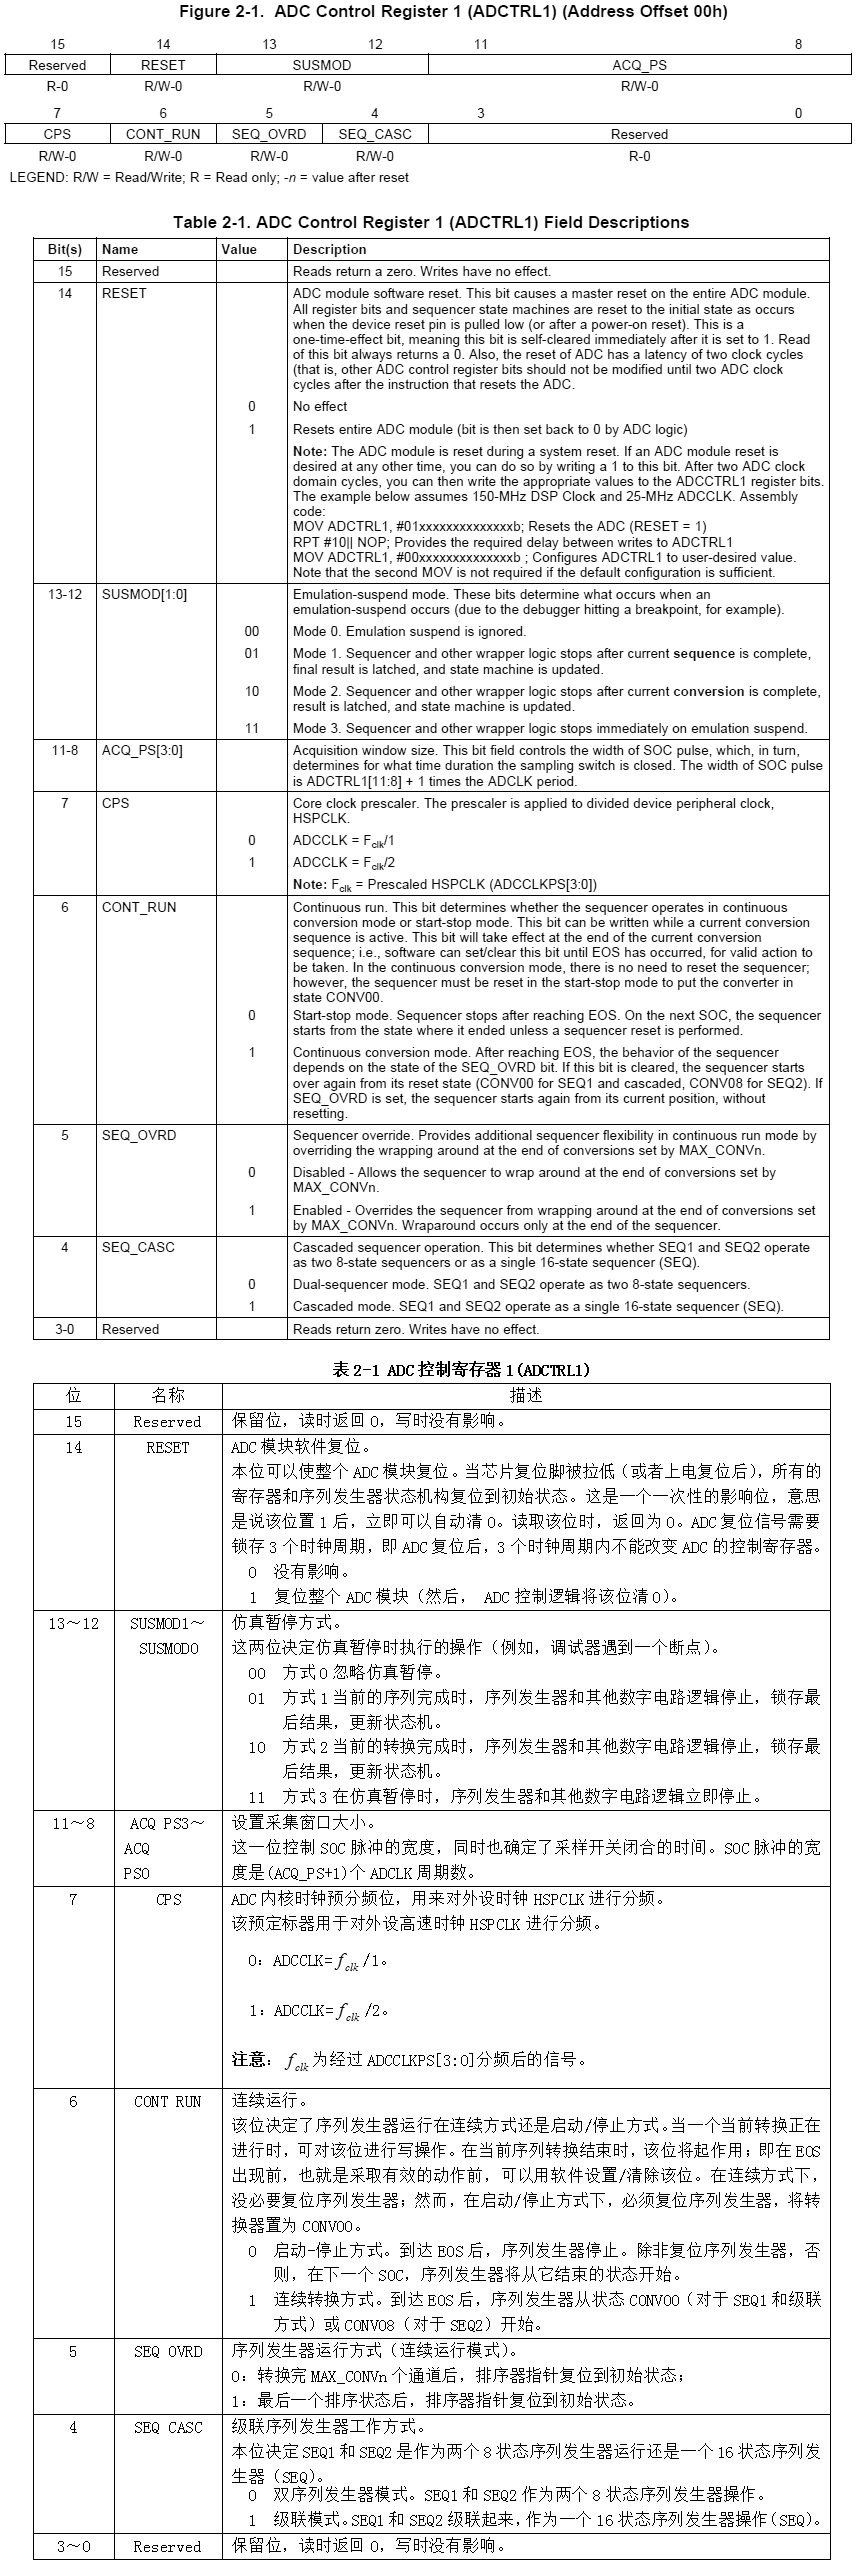 Figure 2-1. ADC Control Register 1 (ADCTRL1) (Address Offset 00h)
15 14 13 12 11 8
Reserved RESET SUSMOD ACQ_PS
R-0 R/W-0 R/W-0 R/W-0
7 6 5 4 3 0
CPS CONT_RUN SEQ_OVRD SEQ_CASC Reserved
R/W-0 R/W-0 R/W-0 R/W-0 R-0
LEGEND: R/W = Read/Write; R = Read only; -n = value after reset
Table 2-1. ADC Control Register 1 (ADCTRL1) Field Descriptions
Bit(s) Name Value Description
15 Reserved Reads return a zero. Writes have no effect.
14 RESET ADC module software reset. This bit causes a master reset on the entire ADC module.
All register bits and sequencer state machines are reset to the initial state as occurs
when the device reset pin is pulled low (or after a power-on reset). This is a
one-time-effect bit, meaning this bit is self-cleared immediately after it is set to 1. Read
of this bit always returns a 0. Also, the reset of ADC has a latency of two clock cycles
(that is, other ADC control register bits should not be modified until two ADC clock
cycles after the instruction that resets the ADC.
0 No effect
1 Resets entire ADC module (bit is then set back to 0 by ADC logic)
Note: The ADC module is reset during a system reset. If an ADC module reset is
desired at any other time, you can do so by writing a 1 to this bit. After two ADC clock
domain cycles, you can then write the appropriate values to the ADCCTRL1 register bits.
The example below assumes 150-MHz DSP Clock and 25-MHz ADCCLK. Assembly
code:
MOV ADCTRL1, #01xxxxxxxxxxxxxxb; Resets the ADC (RESET = 1)
RPT #10|| NOP; Provides the required delay between writes to ADCTRL1
MOV ADCTRL1, #00xxxxxxxxxxxxxxb ; Configures ADCTRL1 to user-desired value.
Note that the second MOV is not required if the default configuration is sufficient.
13-12 SUSMOD[1:0] Emulation-suspend mode. These bits determine what occurs when an
emulation-suspend occurs (due to the debugger hitting a breakpoint, for example).
00 Mode 0. Emulation suspend is ignored.
01 Mode 1. Sequencer and other wrapper logic stops after current sequence is complete,
final result is latched, and state machine is updated.
10 Mode 2. Sequencer and other wrapper logic stops after current conversion is complete,
result is latched, and state machine is updated.
11 Mode 3. Sequencer and other wrapper logic stops immediately on emulation suspend.
11-8 ACQ_PS[3:0] Acquisition window size. This bit field controls the width of SOC pulse, which, in turn,
determines for what time duration the sampling switch is closed. The width of SOC pulse
is ADCTRL1[11:8] + 1 times the ADCLK period.
7 CPS Core clock prescaler. The prescaler is applied to divided device peripheral clock,
HSPCLK.
0 ADCCLK = Fclk/1
1 ADCCLK = Fclk/2
Note: Fclk = Prescaled HSPCLK (ADCCLKPS[3:0])
6 CONT_RUN Continuous run. This bit determines whether the sequencer operates in continuous
conversion mode or start-stop mode. This bit can be written while a current conversion
sequence is active. This bit will take effect at the end of the current conversion
sequence; i.e., software can set/clear this bit until EOS has occurred, for valid action to
be taken. In the continuous conversion mode, there is no need to reset the sequencer;
however, the sequencer must be reset in the start-stop mode to put the converter in
state CONV00.
0 Start-stop mode. Sequencer stops after reaching EOS. On the next SOC, the sequencer
starts from the state where it ended unless a sequencer reset is performed.
1 Continuous conversion mode. After reaching EOS, the behavior of the sequencer
depends on the state of the SEQ_OVRD bit. If this bit is cleared, the sequencer starts
over again from its reset state (CONV00 for SEQ1 and cascaded, CONV08 for SEQ2). If
SEQ_OVRD is set, the sequencer starts again from its current position, without
resetting.
5 SEQ_OVRD Sequencer override. Provides additional sequencer flexibility in continuous run mode by
overriding the wrapping around at the end of conversions set by MAX_CONVn.
0 Disabled - Allows the sequencer to wrap around at the end of conversions set by
MAX_CONVn.
1 Enabled - Overrides the sequencer from wrapping around at the end of conversions set
by MAX_CONVn. Wraparound occurs only at the end of the sequencer.
4 SEQ_CASC Cascaded sequencer operation. This bit determines whether SEQ1 and SEQ2 operate
as two 8-state sequencers or as a single 16-state sequencer (SEQ).
0 Dual-sequencer mode. SEQ1 and SEQ2 operate as two 8-state sequencers.
1 Cascaded mode. SEQ1 and SEQ2 operate as a single 16-state sequencer (SEQ).
3-0 Reserved Reads return zero. Writes have no effect.
表 2-1 ADC 控制寄存器 1(ADCTRL1)
位 名称 描述
15 Reserved 保留位，读时返回 0，写时没有影响。
14 RESET ADC 模块软件复位。
本位可以使整个 ADC 模块复位。当芯片复位脚被拉低（或者上电复位后），所有的
寄存器和序列发生器状态机构复位到初始状态。这是一个一次性的影响位，意思
是说该位置 1 后，立即可以自动清 0。读取该位时，返回为 0。ADC 复位信号需要
锁存 3 个时钟周期，即 ADC 复位后，3 个时钟周期内不能改变 ADC 的控制寄存器。
0 没有影响。
1 复位整个 ADC 模块（然后， ADC 控制逻辑将该位清 0）。
13～12 SUSMOD1～ 仿真暂停方式。
SUSMOD0 这两位决定仿真暂停时执行的操作（例如，调试器遇到一个断点）。
00 方式 0 忽略仿真暂停。
01 方式 1 当前的序列完成时，序列发生器和其他数字电路逻辑停止，锁存最
后结果，更新状态机。
10 方式 2 当前的转换完成时，序列发生器和其他数字电路逻辑停止，锁存最
后结果，更新状态机。
11 方式 3 在仿真暂停时，序列发生器和其他数字电路逻辑立即停止。
11～8 ACQ PS3～ 设置采集窗口大小。
ACQ 这一位控制 SOC 脉冲的宽度，同时也确定了采样开关闭合的时间。SOC 脉冲的宽
PS0 度是(ACQ_PS+1)个 ADCLK 周期数。
7 CPS ADC 内核时钟预分频位，用来对外设时钟 HSPCLK 进行分频。
该预定标器用于对外设高速时钟 HSPCLK 进行分频。
0：ADCCLK=fclk/1。
1：ADCCLK=fclk/2。
注意：fclk为经过 ADCCLKPS[3:0]分频后的信号。
6 CONT RUN 连续运行。
该位决定了序列发生器运行在连续方式还是启动/停止方式。当一个当前转换正在
进行时，可对该位进行写操作。在当前序列转换结束时，该位将起作用；即在 EOS
出现前，也就是采取有效的动作前，可以用软件设置/清除该位。在连续方式下，
没必要复位序列发生器；然而，在启动/停止方式下，必须复位序列发生器，将转
换器置为 CONV00。
0 启动-停止方式。到达 EOS 后，序列发生器停止。除非复位序列发生器，否
则，在下一个 SOC，序列发生器将从它结束的状态开始。
1 连续转换方式。到达 EOS 后，序列发生器从状态 CONV00（对于 SEQ1 和级联
方式）或 CONV08（对于 SEQ2）开始。
5 SEQ OVRD 序列发生器运行方式（连续运行模式）。
0：转换完 MAX_CONVn 个通道后，排序器指针复位到初始状态；
1：最后一个排序状态后，排序器指针复位到初始状态。
4 SEQ CASC 级联序列发生器工作方式。
本位决定 SEQ1 和 SEQ2 是作为两个 8 状态序列发生器运行还是一个 16 状态序列发
生器（SEQ）。
0 双序列发生器模式。SEQ1 和 SEQ2 作为两个 8 状态序列发生器操作。
1 级联模式。SEQ1 和 SEQ2 级联起来，作为一个 16 状态序列发生器操作(SEQ)。
3～0 Reserved 保留位，读时返回 0，写时没有影响。